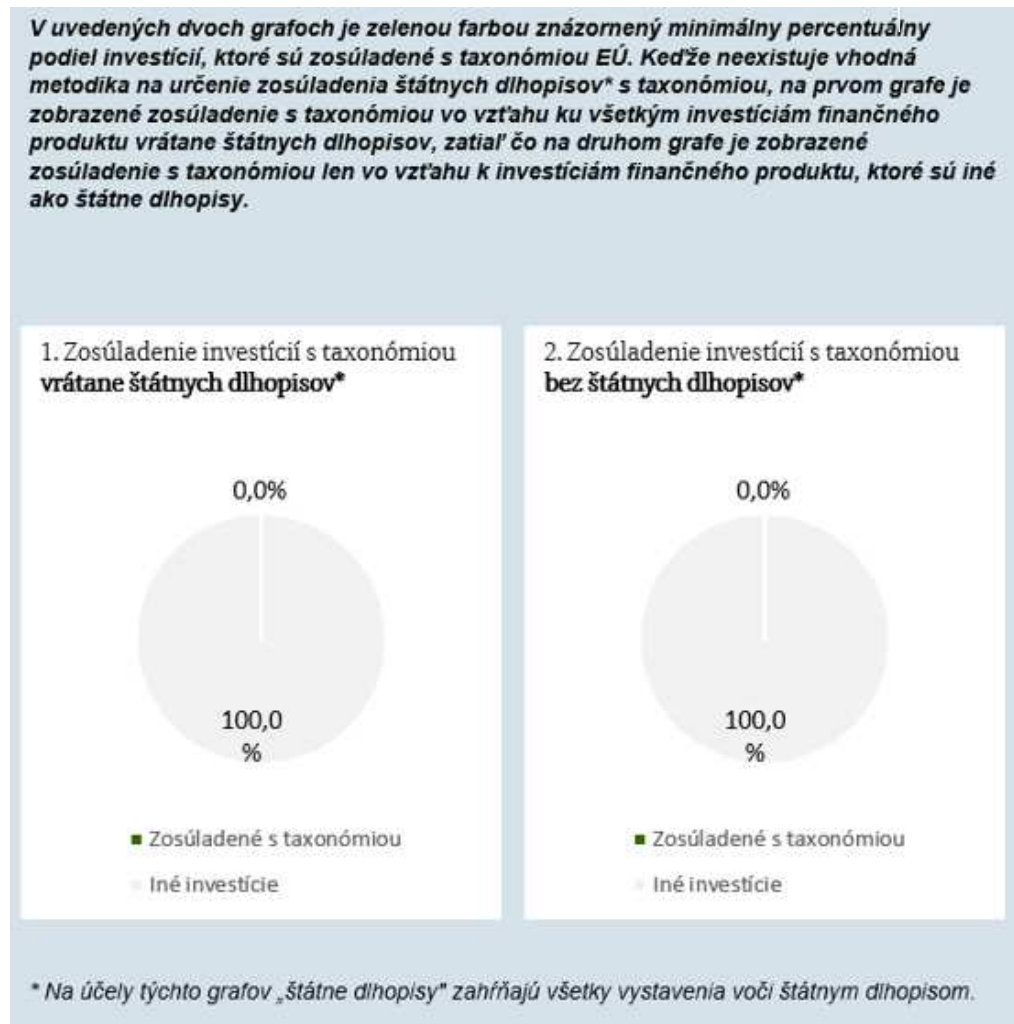 V uvedených dvoch grafoch je zelenou farbou znázornený minimálny percentuálny
podiel investícií, ktoré sú zosúladené s taxonómiou EÚ. Keďže neexistuje vhodná
metodika na určenie zosúladenia štátnych dlhopisov* s taxonómiou, na prvom grafe je
zobrazené zosúladenie s taxonómiou vo vzťahu ku všetkým investíciám finančného
produktu vrátane štátnych dlhopisov, zatiaľ čo na druhom grafe je zobrazené
zosúladenie s taxonómiou len vo vzťahu k investíciám finančného produktu, ktoré sú iné
ako štátne dlhopisy.
1. Zosúladenie investícií s taxonómiou
vrátane štátnych dlhopisov*
0,0%
100,0
%
Zosúladené s taxonómiou
Iné investície
2. Zosúladenie investícií s taxonómiou
bez štátnych dlhopisov*
0,0%
100,0
%
Zosúladené s taxonómiou
Iné investície
* Na účely týchto grafov „štátne dlhopisy" zahŕňajú všetky vystavenia voči štátnym dlhopisom.